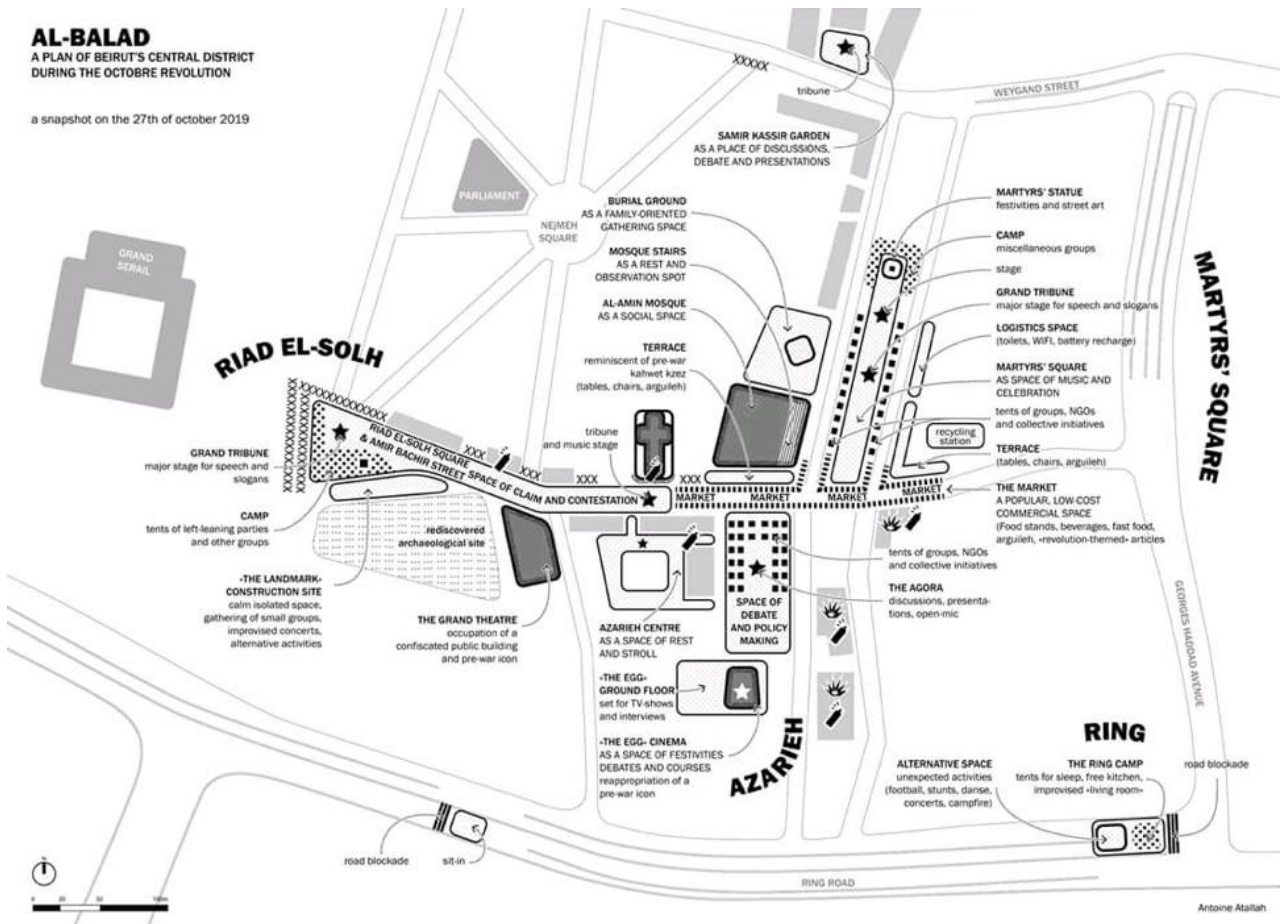 AL-BALAD
A PLAN OF BEIRUT'S CENTRAL DISTRICT
DURING THE OCTOBRE REVOLUTION
a snapshot on the 27th of october 2019
XXXXX
tribune
WEYGAND STREET
SAMIR KASSIR GARDEN
AS A PLACE OF DISCUSSIONS,
DEBATE AND PRESENTATIONS
PARLIAMENT
NEJMEH
SQUARE
GRAND
SERAIL
BURIAL GROUND
AS A FAMILY-ORIENTED
GATHERING SPACE
MOSQUE STAIRS
AS A REST AND
OBSERVATION SPOT
AL-AMIN MOSQUE
AS A SOCIAL SPACE
TERRACE
reminiscent of pre-war
kahwet kzez
(tables, chairs, arguileh)
MARTYRS' STATUE
festivities and street art
CAMP
miscellaneous groups
stage
GRAND TRIBUNE
major stage for speech and slogans
LOGISTICS SPACE
(toilets, WIFI, battery recharge)
MARTYRS' SQUARE
AS SPACE OF MUSIC AND
CELEBRATION
tents of groups, NGOs
and collective initiatives
recycling
station
TERRACE
(tables, chairs, arguileh)
THE MARKET
A POPULAR, LOW-COST
COMMERCIAL SPACE
(Food stands, beverages, fast food,
arguileh, «revolution-themed» articles
MARTYRS' SQUARE
RIAD EL-SOLH
RIAD EL-SOLH SQUARE
& AMIR BACHIR STREET SPACE OF CLAIM AND CONTESTATION
XXX
XXX
XXX
XXX
tribune
and music stage
MARKET
MARKET
MARKET
MARKET
GRAND TRIBUNE
major stage for speech and
slogans
CAMP
tents of left-leaning parties
and other groups
«THE LANDMARK»
CONSTRUCTION SITE
calm isolated space,
gathering of small groups,
improvised concerts,
alternative activities
rediscovered
archaeological site
THE GRAND THEATRE
occupation of a
confiscated public building
and pre-war icon
AZARIEH CENTRE
AS A SPACE OF REST
AND STROLL
SPACE OF
DEBATE
AND POLICY
MAKING
tents of groups, NGOs
and collective initiatives
THE AGORA
discussions, presenta-
tions, open-mic
«THE EGG»
GROUND FLOOR
set for TV-shows
and interviews
«THE EGG» CINEMA
AS A SPACE OF FESTIVITIES
DEBATES AND COURSES
reappropriation of a
pre-war icon
AZARIEH
GEORGES HADDAD AVENUE
RING
ALTERNATIVE SPACE
unexpected activities
(football, stunts, danse,
concerts, campfire)
THE RING CAMP
tents for sleep, free kitchen,
improvised «living room»
road blockade
road blockade
sit-in
RING ROAD
0
50
Antoine Atallah